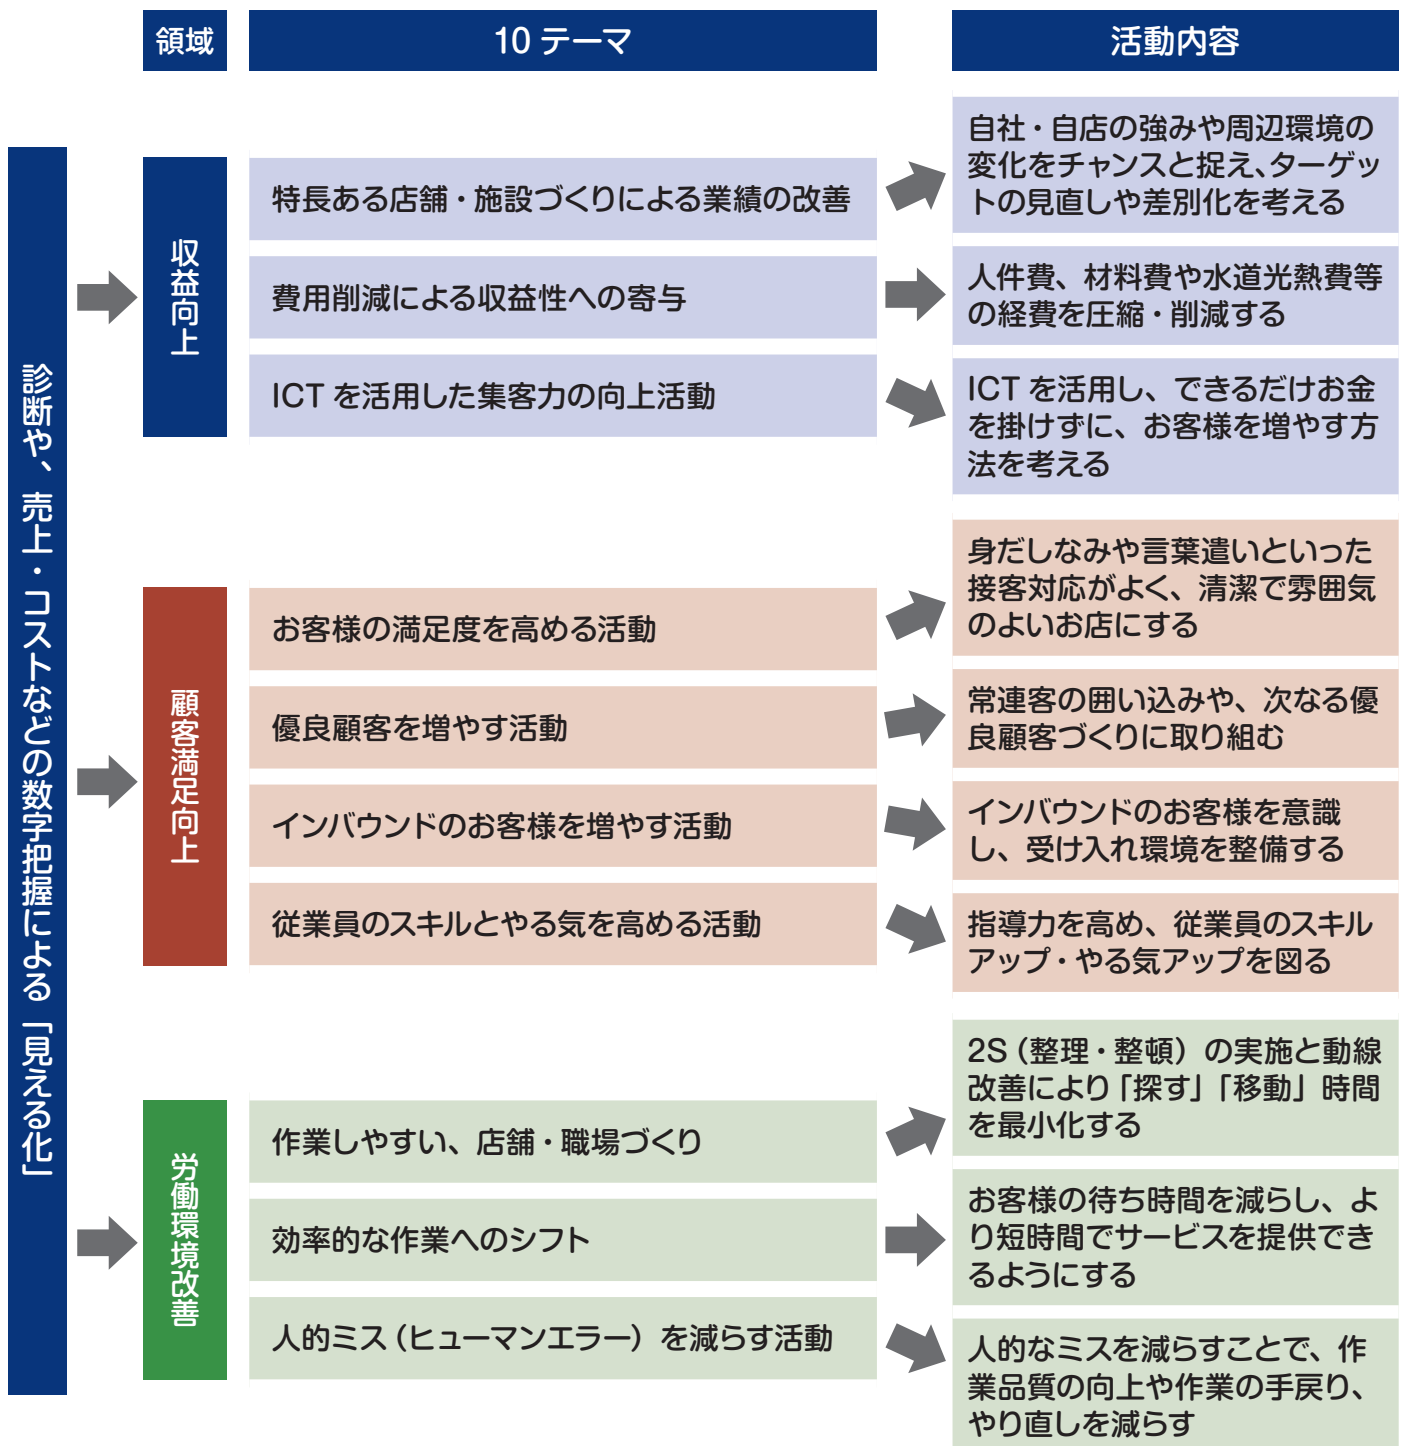 領域
10 テーマ
活動内容
診断や、売上・コストなどの数字把握による「見える化」
収益向上
特長ある店舗・施設づくりによる業績の改善
自社・自店の強みや周辺環境の
変化をチャンスと捉え、ターゲッ
トの見直しや差別化を考える
費用削減による収益性への寄与
人件費、材料費や水道光熱費等
の経費を圧縮・削減する
ICT を活用した集客力の向上活動
ICT を活用し、できるだけお金
を掛けずに、お客様を増やす方
法を考える
顧客満足向上
お客様の満足度を高める活動
身だしなみや言葉遣いといった
接客対応がよく、清潔で雰囲気
のよいお店にする
優良顧客を増やす活動
常連客の囲い込みや、次なる優
良顧客づくりに取り組む
インバウンドのお客様を増やす活動
インバウンドのお客様を意識
し、受け入れ環境を整備する
従業員のスキルとやる気を高める活動
指導力を高め、従業員のスキル
アップ・やる気アップを図る
労働環境改善
作業しやすい、店舗・職場づくり
2S（整理・整頓）の実施と動線
改善により「探す」「移動」時間
を最小化する
効率的な作業へのシフト
お客様の待ち時間を減らし、よ
り短時間でサービスを提供でき
るようにする
人的ミス（ヒューマンエラー）を減らす活動
人的なミスを減らすことで、作
業品質の向上や作業の手戻り、
やり直しを減らす